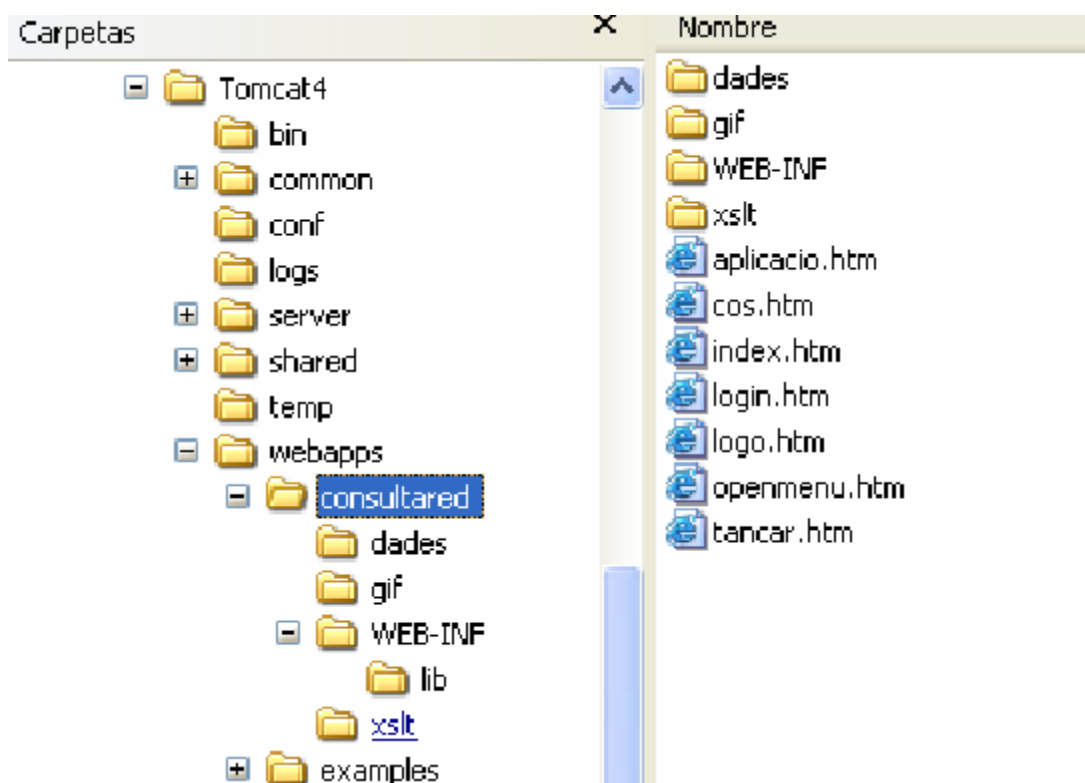 Carpetas
Tomcat4
bin
common
conf
logs
server
shared
temp
webapps
consultared
dades
gif
WEB-INF
lib
xslt
examples
Nombre
dades
gif
WEB-INF
xslt
aplicacio.htm
cos.htm
index.htm
login.htm
logo.htm
openmenu.htm
tancar.htm